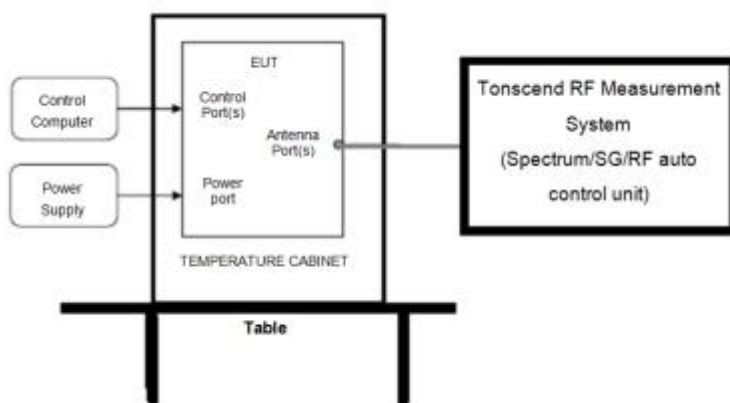 EUT
Control
Computer
Control
Port(s)
Antenna
Port(s)
Power
Supply
Power
port
TEMPERATURE CABINET
Table
Tonscend RF Measurement
System
(Spectrum/SG/RF auto
control unit)